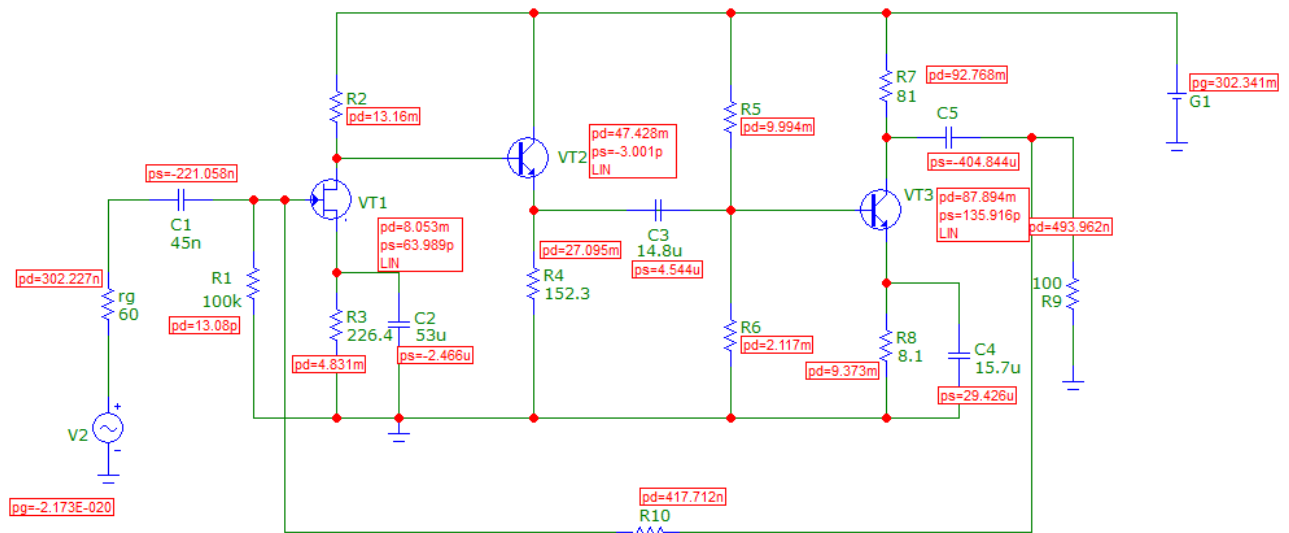 R2
pd=13.16m
VT1
pd=8.053m
ps=63.989p
LIN
ps=-221.058n
C1
45n
R1
100k
pd=13.08p
pd=302.227n
rg
60
V2
+
-
pg=-2.173E-020
R3
226.4
pd=4.831m
C2
53u
ps=-2.466u
VT2
pd=47.428m
ps=-3.001p
LIN
pd=27.095m
R4
152.3
C3
14.8u
ps=4.544u
R5
pd=9.994m
R6
pd=2.117m
R7
81
pd=92.768m
C5
ps=-404.844u
VT3
pd=87.894m
ps=135.916p
LIN
pd=493.962n
100
R9
R8
8.1
pd=9.373m
C4
15.7u
ps=29.426u
pg=302.341m
G1
pd=417.712n
R10